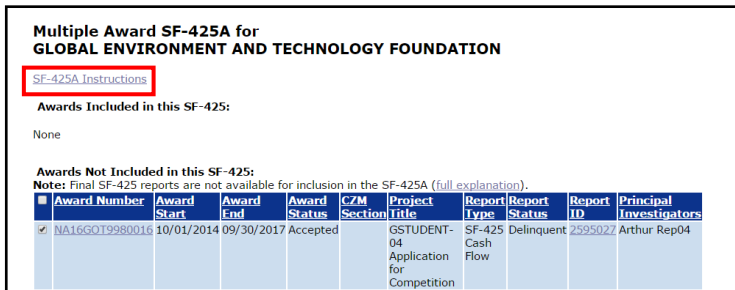 Multiple Award SF-425A for
GLOBAL ENVIRONMENT AND TECHNOLOGY FOUNDATION
SF-425A Instructions
Awards Included in this SF-425:
None
Awards Not Included in this SF-425:
Note: Final SF-425 reports are not available for inclusion in the SF-425A (full explanation).
Award Number Award Start Award End Award Status CZM Section Project Title Report Type Report Status Report ID Principal Investigators
NA16GOT9980016 10/01/2014 09/30/2017 Accepted GSTUDENT-04 Application for Competition SF-425 Cash Flow Delinquent 2595027 Arthur Rep04